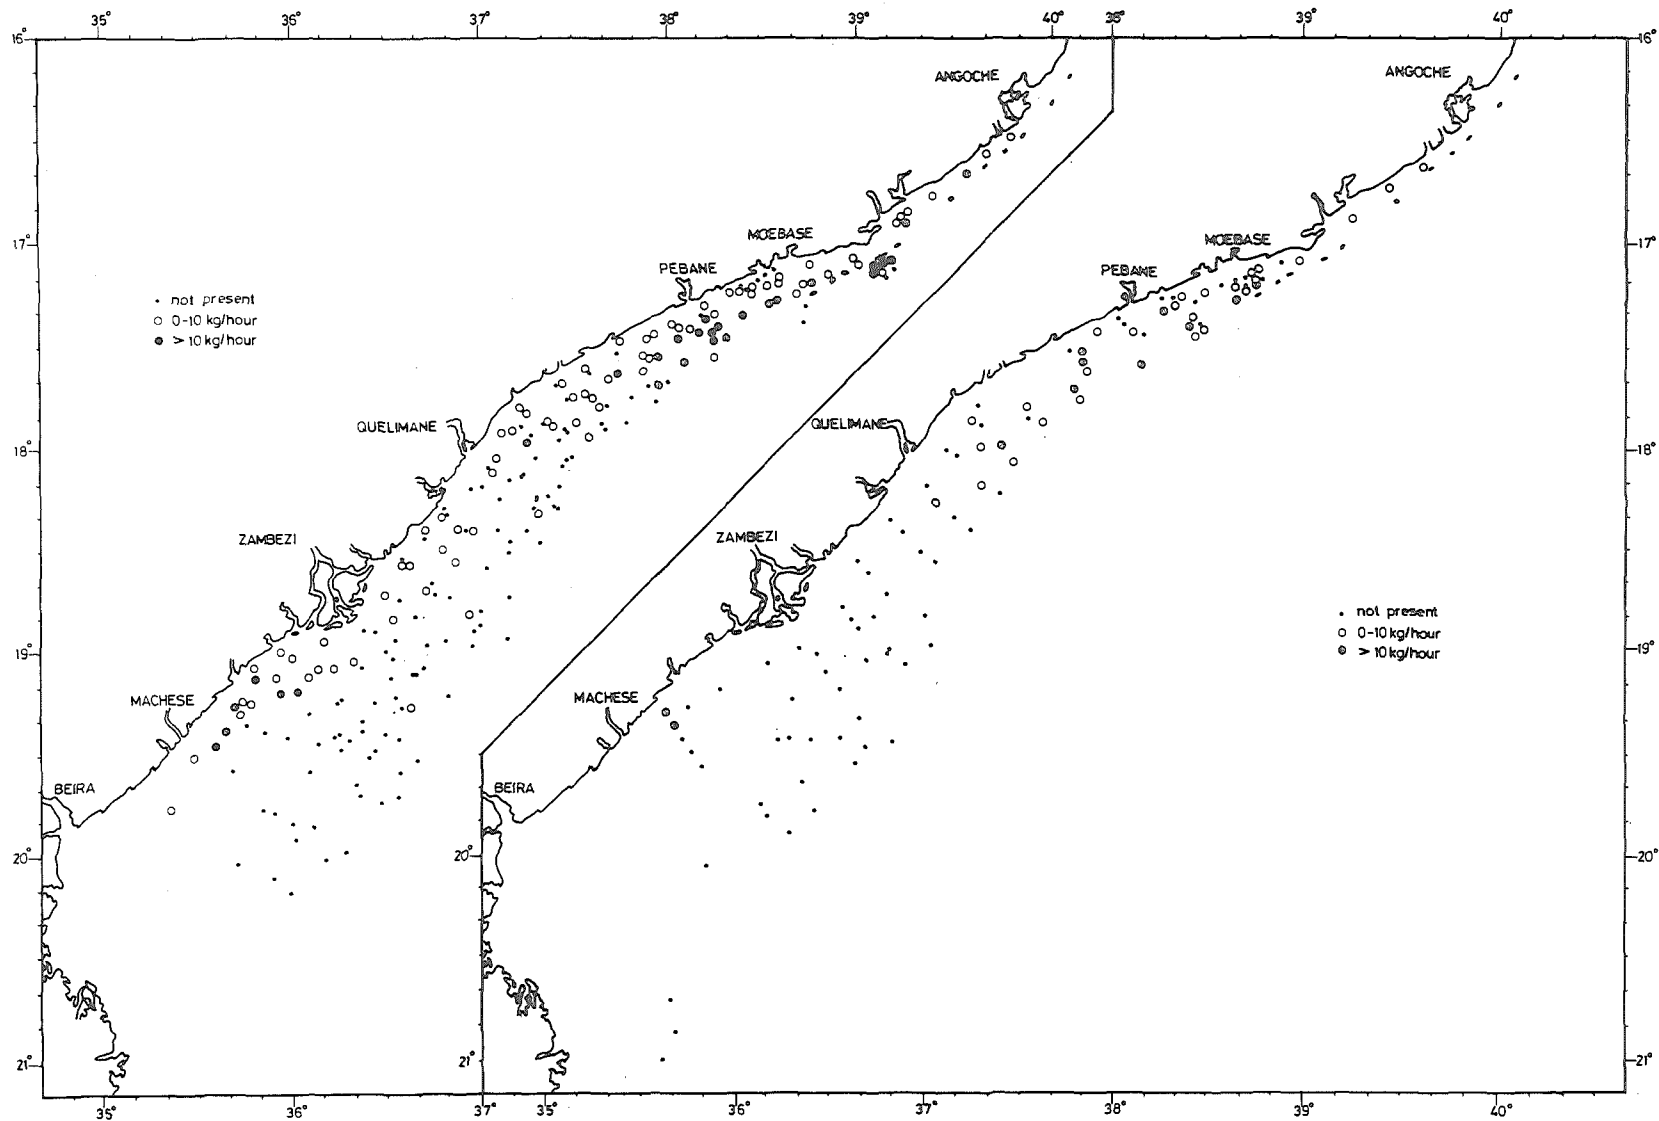 35° 36° 37° 38° 39° 40° 38° 39° 40°
16° 16°
ANGOCHE ANGOCHE
17° 17°
MOEBASE MOEBASE
PEBANE PEBANE
• not present
○ 0-10 kg/hour
> 10 kg/hour
QUELIMANE QUELIMANE
18° 18°
ZAMBEZI ZAMBEZI
• not present
○ 0-10 kg/hour
> 10 kg/hour
19° 19°
MACHESE MACHESE
BEIRA BEIRA
20° 20° 20°
21° 21° 21°
35° 36° 37° 35° 36° 37° 38° 39° 40°